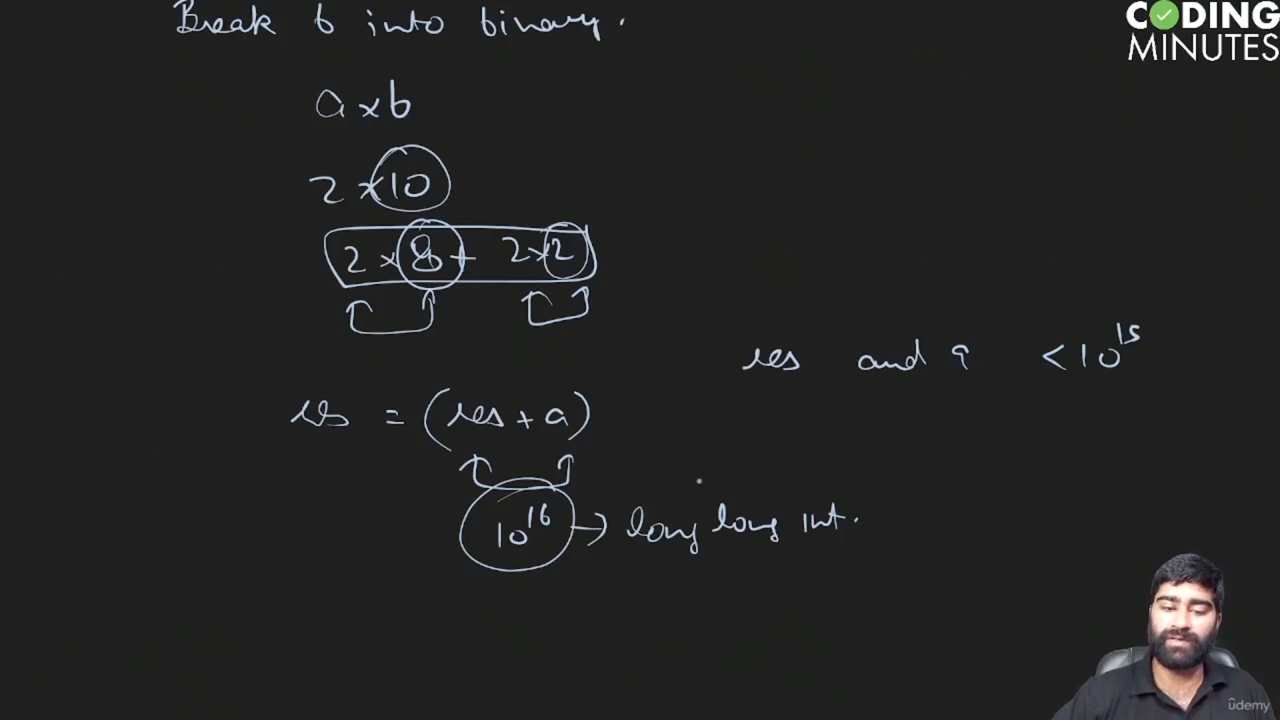 CODING
MINUTES
Break b into binary.
a x b
2 x 10
2 x 8 + 2 x 2
res and a < 10^15
res = (res + a)
10^16 → long long int.
ûdemy